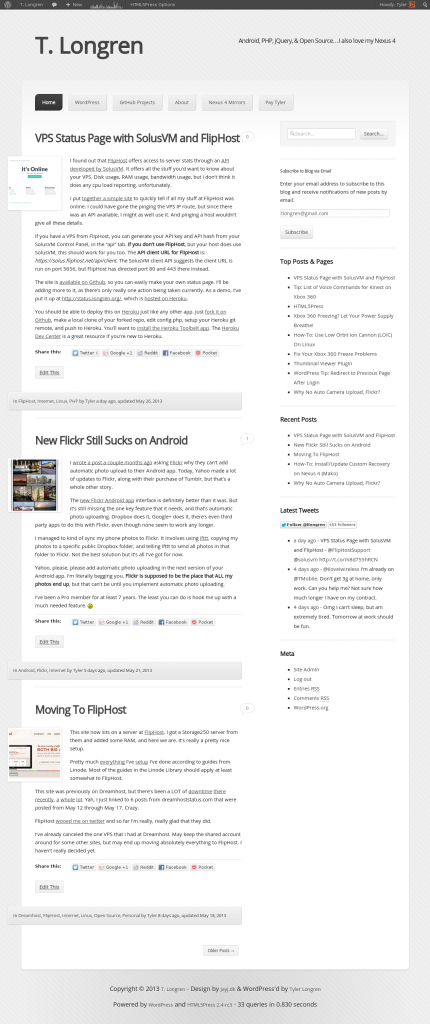 T. Longren
New
HTML5Press Options
Howdy, Tyler
T. Longren
Android, PHP, jQuery, & Open Source...I also love my Nexus 4
Home
WordPress
GitHub Projects
About
Nexus 4 Mirrors
Pay Tyler
VPS Status Page with SolusVM and FlipHost
0
It's Online
I found out that FlipHost offers access to server stats through an API
developed by SolusVM. It offers all the stuff you'd want to know about
your VPS. Disk usage, RAM usage, bandwidth usage, but I don't think it
does any cpu load reporting, unfortunately.
I put together a simple site to quickly tell if all my stuff at FlipHost was
online. I could have gone the pinging the VPS IP route, but since there
was an API available, I might as well use it. And pinging a host wouldn't
give all these details.
If you have a VPS from FlipHost, you can generate your API key and API hash from your
SolusVM Control Panel, in the "api" tab. If you don't use FlipHost, but your host does use
SolusVM, this should work for you too. The API client URL for FlipHost is:
https://solus.fliphost.net/api/client. The SolusVM client API suggests the client URL is
run on port 5656, but FlipHost has directed port 80 and 443 there instead.
The site is available on Github, so you can easily make your own status page. I'll be
adding more to it, as there's only really one action being taken currently. As a demo, I've
put it up at http://status.longren.org/, which is hosted on Heroku.
You should be able to deploy this on Heroku just like any other app. Just fork it on
Github, make a local clone of your forked repo, edit config.php, setup your Heroku git
remote, and push to Heroku. You'll want to install the Heroku Toolbelt app. The Heroku
Dev Center is a great resource if you're new to Heroku.
Share this:
Twitter
Google +1
Reddit
Facebook
Pocket
Edit This
In FlipHost, Internet, Linux, PHP by Tyler a day ago, updated May 26, 2013
New Flickr Still Sucks on Android
1
I wrote a post a couple months ago asking Flickr why they can't add
automatic photo upload to their Android app. Today, Yahoo made a lot
of updates to Flickr, along with their purchase of Tumblr, but that's a
whole other story.
The new Flickr Android app interface is definitely better than it was. But
it's still missing the one key feature that it needs, and that's automatic
photo uploading. Dropbox does it, Google+ does it, there's even third
party apps to do this with Flickr, even though none seem to work any longer.
I managed to kind of sync my phone photos to Flickr. It involves using ifttt, copying my
photos to a specific public Dropbox folder, and telling ifttt to send all photos in that
folder to Flickr. Not the best solution but it's all I've got for now.
Yahoo, please, please add automatic photo uploading in the next version of your
Android app. I'm literally begging you. Flickr is supposed to be the place that ALL my
photos end up, but that can't be until you implement automatic photo uploading.
I've been a Pro member for at least 7 years. The least you can do is hook me up with a
much needed feature.
Share this:
Twitter
Google +1
Reddit
Facebook
Pocket
Edit This
In Android, Flickr, Internet by Tyler 5 days ago, updated May 21, 2013
Moving To FlipHost
0
This site now sits on a server at FlipHost. I got a Storage250 server from
them and added some RAM, and here we are. It's really a pretty nice
setup.
Pretty much everything I've setup I've done according to guides from
Linode. Most of the guides in the Linode Library should apply at least
somewhat to FlipHost.
This site was previously on Dreamhost, but there's been a LOT of downtime there
recently, a whole lot. Yah, I just linked to 6 posts from dreamhoststatus.com that were
posted from May 12 through May 17. Crazy.
FlipHost wooed me on twitter and so far I'm really, really glad that they did.
I've already canceled the one VPS that I had at Dreamhost. May keep the shared account
around for some other sites, but may end up moving absolutely everything to FlipHost. I
haven't really decided yet.
Share this:
Twitter
Google +1
Reddit
Facebook
Pocket
Edit This
In Dreamhost, FlipHost, Internet, Linux, Open Source, Personal by Tyler 8 days ago, updated May 18, 2013
Older Posts →
Search...
Search...
Subscribe to Blog via Email
Enter your email address to subscribe to this
blog and receive notifications of new posts by
email.
tlongren@gmail.com
Subscribe
Top Posts & Pages
VPS Status Page with SolusVM and FlipHost
Tip: List of Voice Commands for Kinect on
Xbox 360
HTML5Press
Xbox 360 Freezing? Let Your Power Supply
Breathe!
How-To: Use Low Orbit Ion Cannon (LOIC)
On Linux
Fix Your Xbox 360 Freeze Problems
Thumbnail Viewer Plugin
WordPress Tip: Redirect to Previous Page
After Login
Why No Auto Camera Upload, Flickr?
Recent Posts
VPS Status Page with SolusVM and FlipHost
New Flickr Still Sucks on Android
Moving To FlipHost
How-To: Install/Update Custom Recovery
on Nexus 4 (Mako)
Why No Auto Camera Upload, Flickr?
Latest Tweets
Follow @tlongren
a day ago - VPS Status Page with SolusVM
and FlipHost - @FlipHostSupport
4 days ago - @lovewireless I'm already on
@TMobile. Don't get 3g at home, only
work. Can you help me? Not sure how
much longer I have on my contract.
4 days ago - Omg I can't sleep, but am
extremely tired. Tomorrow at work should
be fun.
Meta
Site Admin
Log out
Entries RSS
Comments RSS
WordPress.org
Copyright © 2013 T. Longren - Design by jayj.dk & WordPress'd by Tyler Longren
Powered by WordPress and HTML5Press 2.4-rc3 - 33 queries in 0.830 seconds